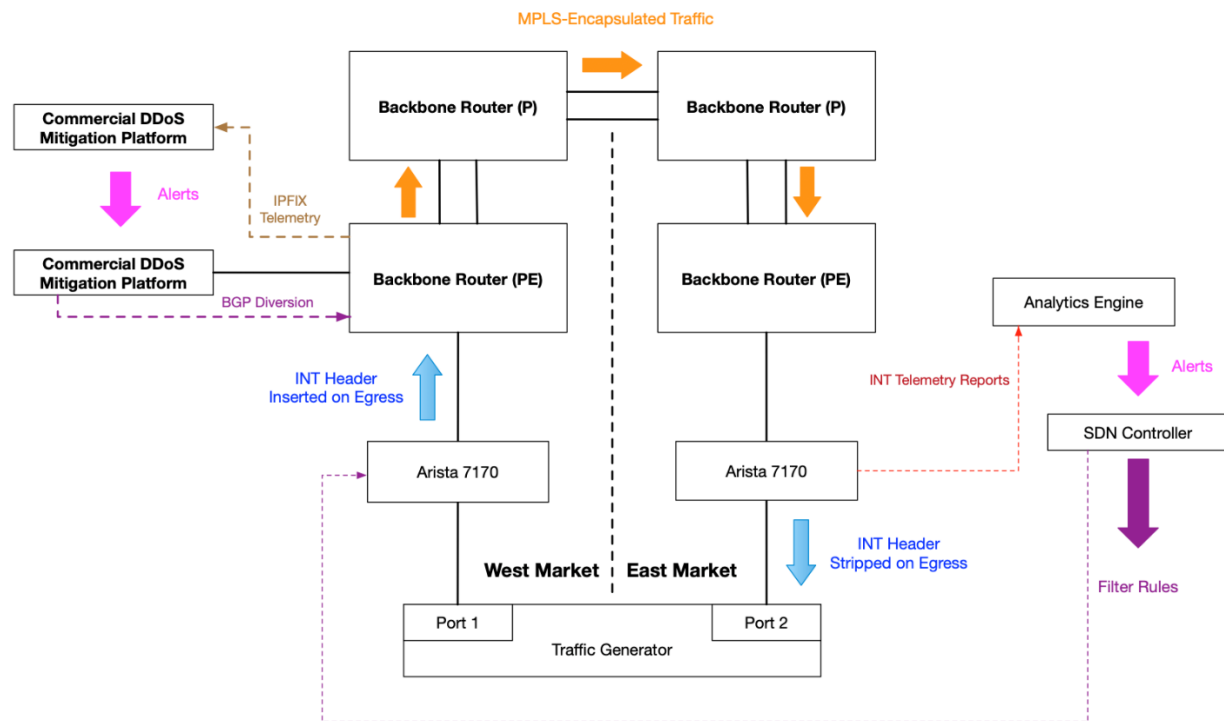 MPLS-Encapsulated Traffic
Backbone Router (P)
Backbone Router (P)
Commercial DDoS
Mitigation Platform
Alerts
IPFIX
Telemetry
Commercial DDoS
Mitigation Platform
Backbone Router (PE)
Backbone Router (PE)
BGP Diversion
Analytics Engine
INT Header
Inserted on Egress
INT Telemetry Reports
Alerts
SDN Controller
Arista 7170
Arista 7170
INT Header
Stripped on Egress
West Market
East Market
Filter Rules
Port 1
Port 2
Traffic Generator